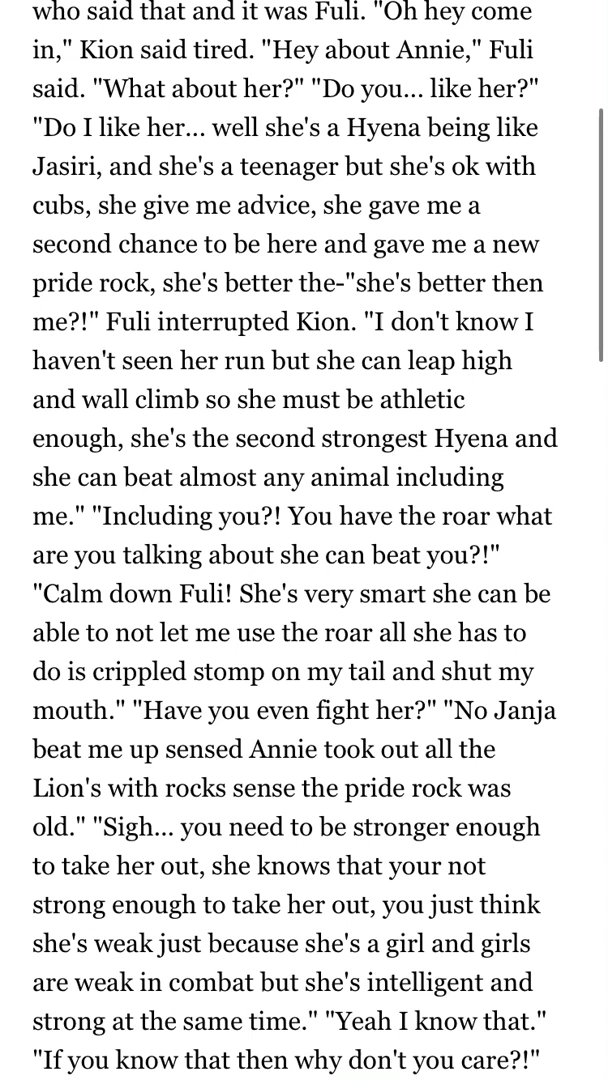 who said that and it was Fuli. "Oh hey come
in," Kion said tired. "Hey about Annie," Fuli
said. "What about her?" "Do you... like her?"
"Do I like her... well she's a Hyena being like
Jasiri, and she's a teenager but she's ok with
cubs, she give me advice, she gave me a
second chance to be here and gave me a new
pride rock, she's better the-"she's better then
me?!" Fuli interrupted Kion. "I don't know I
haven't seen her run but she can leap high
and wall climb so she must be athletic
enough, she's the second strongest Hyena and
she can beat almost any animal including
me." "Including you?! You have the roar what
are you talking about she can beat you?!"
"Calm down Fuli! She's very smart she can be
able to not let me use the roar all she has to
do is crippled stomp on my tail and shut my
mouth." "Have you even fight her?" "No Janja
beat me up sensed Annie took out all the
Lion's with rocks sense the pride rock was
old." "Sigh... you need to be stronger enough
to take her out, she knows that your not
strong enough to take her out, you just think
she's weak just because she's a girl and girls
are weak in combat but she's intelligent and
strong at the same time." "Yeah I know that."
"If you know that then why don't you care?!"